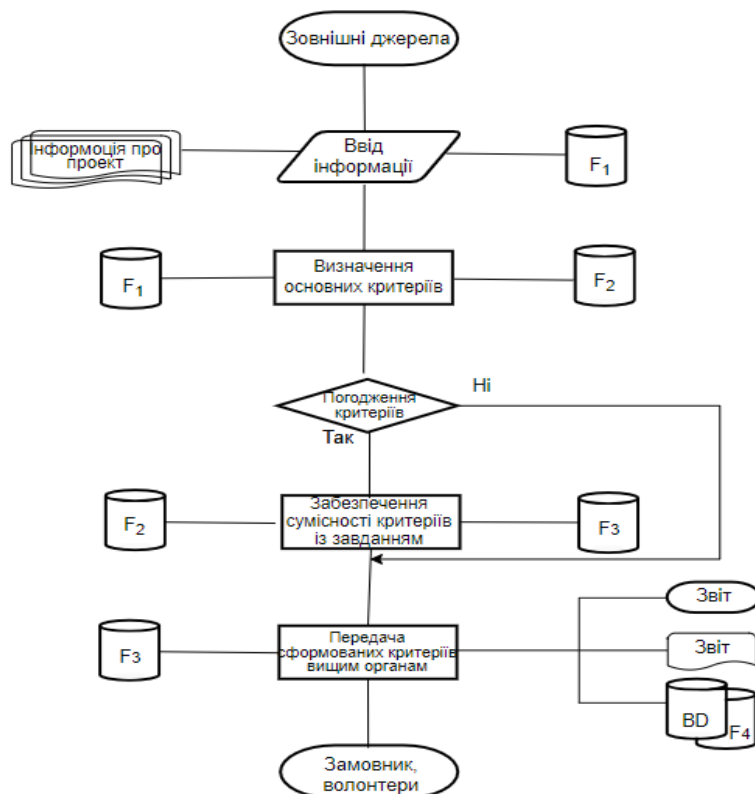 Зовнішні джерела
Інформоція про
проект
Ввід
інформації
F1
F1
Визначення
основних критеріїв
F2
Погодження
критеріїв
Ні
Так
F2
Забезпечення
сумісності критеріїв
із завданням
F3
F3
Передача
сформованих критеріїв
вищим органам
Звіт
Звіт
BD
F4
Замовник,
волонтери